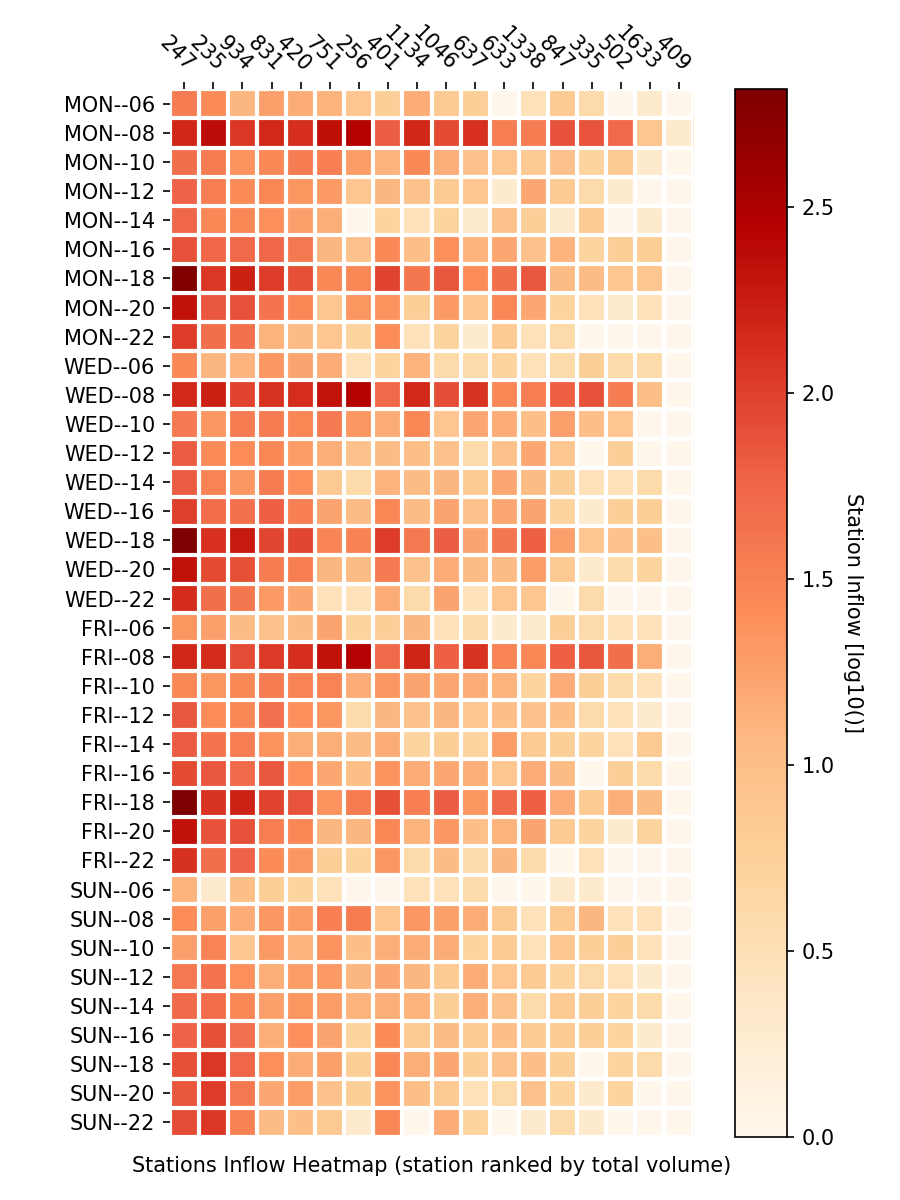 247
235
934
831
420
751
256
401
1134
1046
637
633
1338
847
335
502
1633
409
MON--06
MON--08
MON--10
MON--12
MON--14
MON--16
MON--18
MON--20
MON--22
WED--06
WED--08
WED--10
WED--12
WED--14
WED--16
WED--18
WED--20
WED--22
FRI--06
FRI--08
FRI--10
FRI--12
FRI--14
FRI--16
FRI--18
FRI--20
FRI--22
SUN--06
SUN--08
SUN--10
SUN--12
SUN--14
SUN--16
SUN--18
SUN--20
SUN--22
Stations Inflow Heatmap (station ranked by total volume)
2.5
2.0
1.5
1.0
0.5
0.0
Station Inflow [log10()]